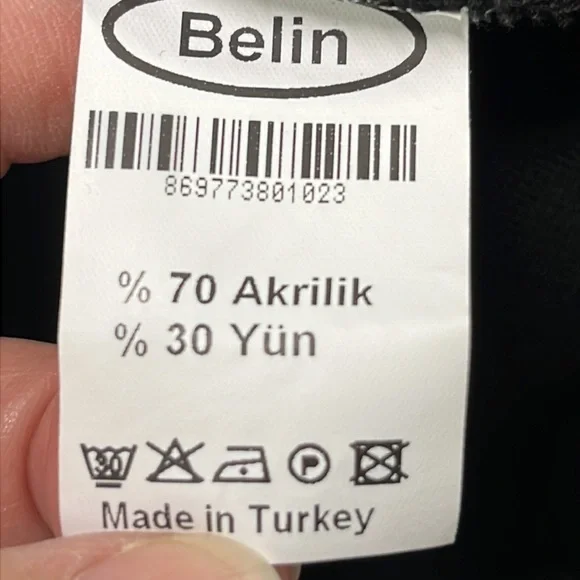 Belin
869773801023
% 70 Akrilik
% 30 Yün
30 P
Made in Turkey